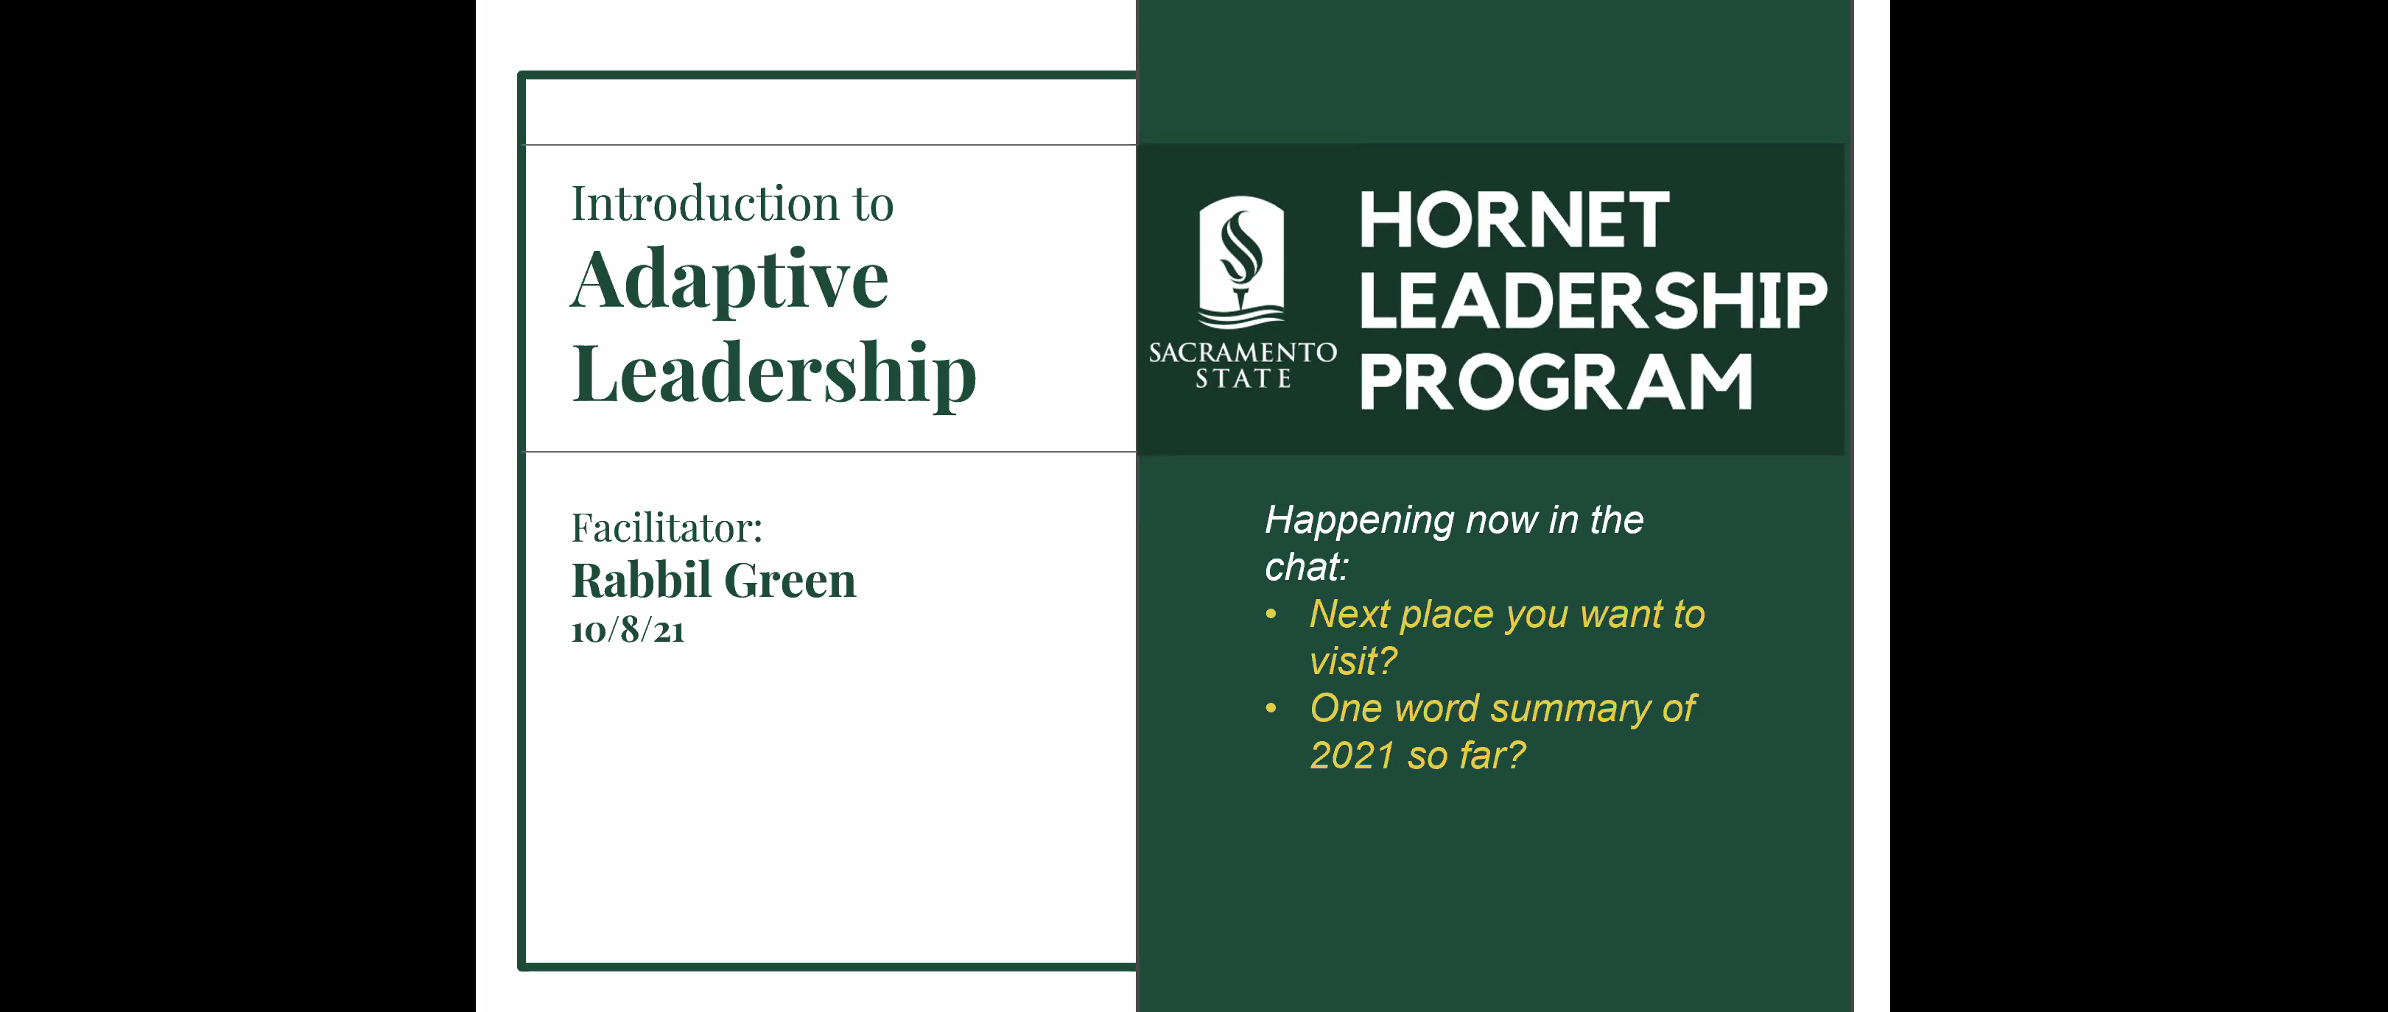 Introduction to
Adaptive
Leadership
Facilitator:
Rabbil Green
10/8/21
SACRAMENTO
STATE
HORNET
LEADERSHIP
PROGRAM
Happening now in the
chat:
• Next place you want to
visit?
• One word summary of
2021 so far?